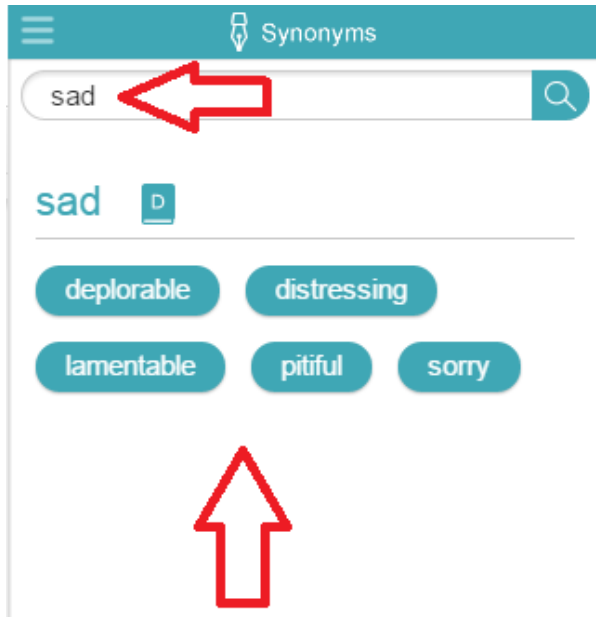 Synonyms
sad
sad D
deplorable distressing
lamentable pitiful sorry